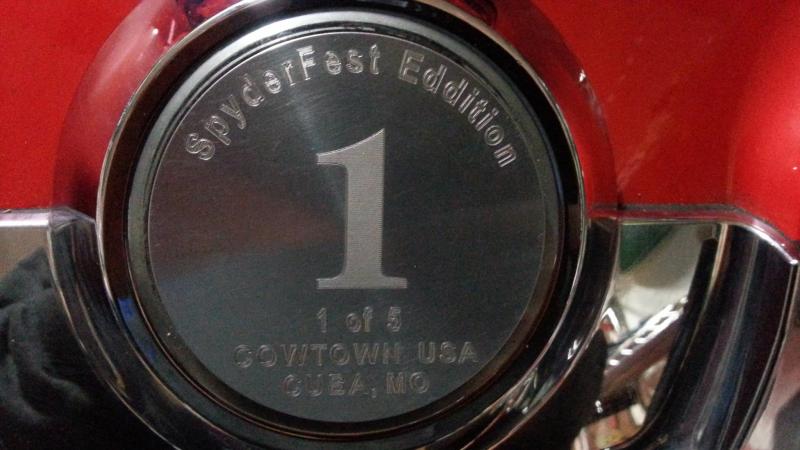 SpyderFest Eddition
1
1 of 5
COWTOWN USA
CUBA, MO